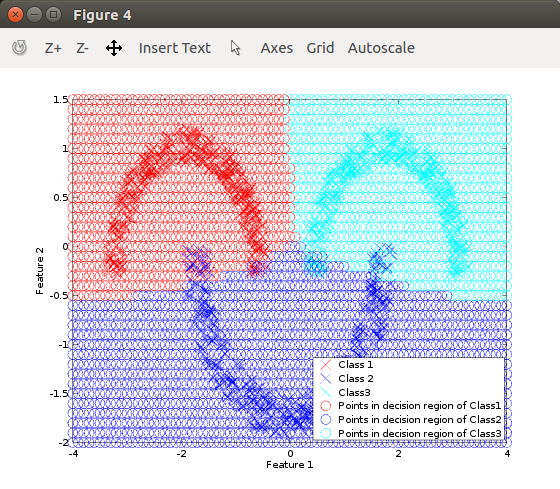 Figure 4
Z+ Z- Insert Text Axes Grid Autoscale
1.5
1
0.5
0
-0.5
-1
-1.5
-2
-4 -2 0 2 4
Feature 2
Feature 1
Class 1
Class 2
Class3
Points in decision region of Class1
Points in decision region of Class2
Points in decision region of Class3